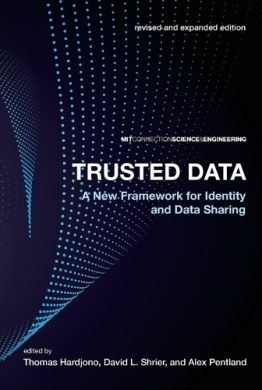 revised and expanded edition
MIT CONNECTION SCIENCE & ENGINEERING
TRUSTED DATA
A New Framework for Identity
and Data Sharing
edited by
Thomas Hardjono, David L. Shrier, and Alex Pentland